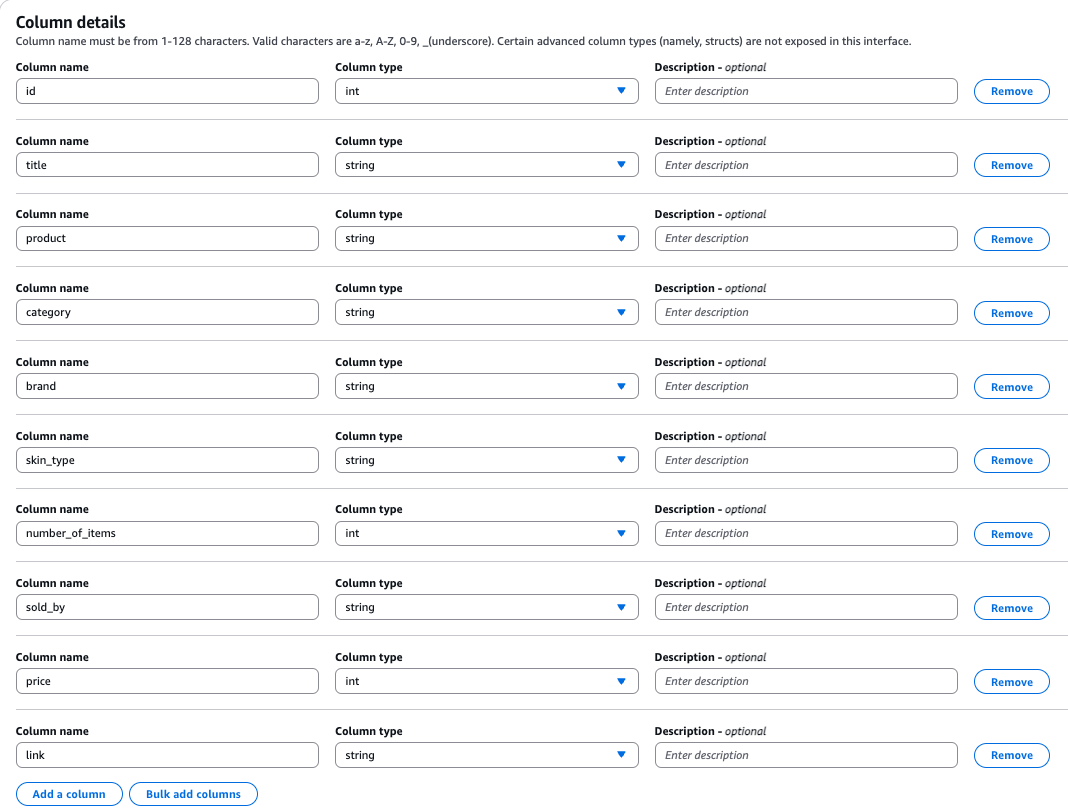 Column details
Column name must be from 1-128 characters. Valid characters are a-z, A-Z, 0-9, _(underscore). Certain advanced column types (namely, structs) are not exposed in this interface.
Column name Column type Description - optional
id int Enter description Remove
Column name Column type Description - optional
title string Enter description Remove
Column name Column type Description - optional
product string Enter description Remove
Column name Column type Description - optional
category string Enter description Remove
Column name Column type Description - optional
brand string Enter description Remove
Column name Column type Description - optional
skin_type string Enter description Remove
Column name Column type Description - optional
number_of_items int Enter description Remove
Column name Column type Description - optional
sold_by string Enter description Remove
Column name Column type Description - optional
price int Enter description Remove
Column name Column type Description - optional
link string Enter description Remove
Add a column Bulk add columns